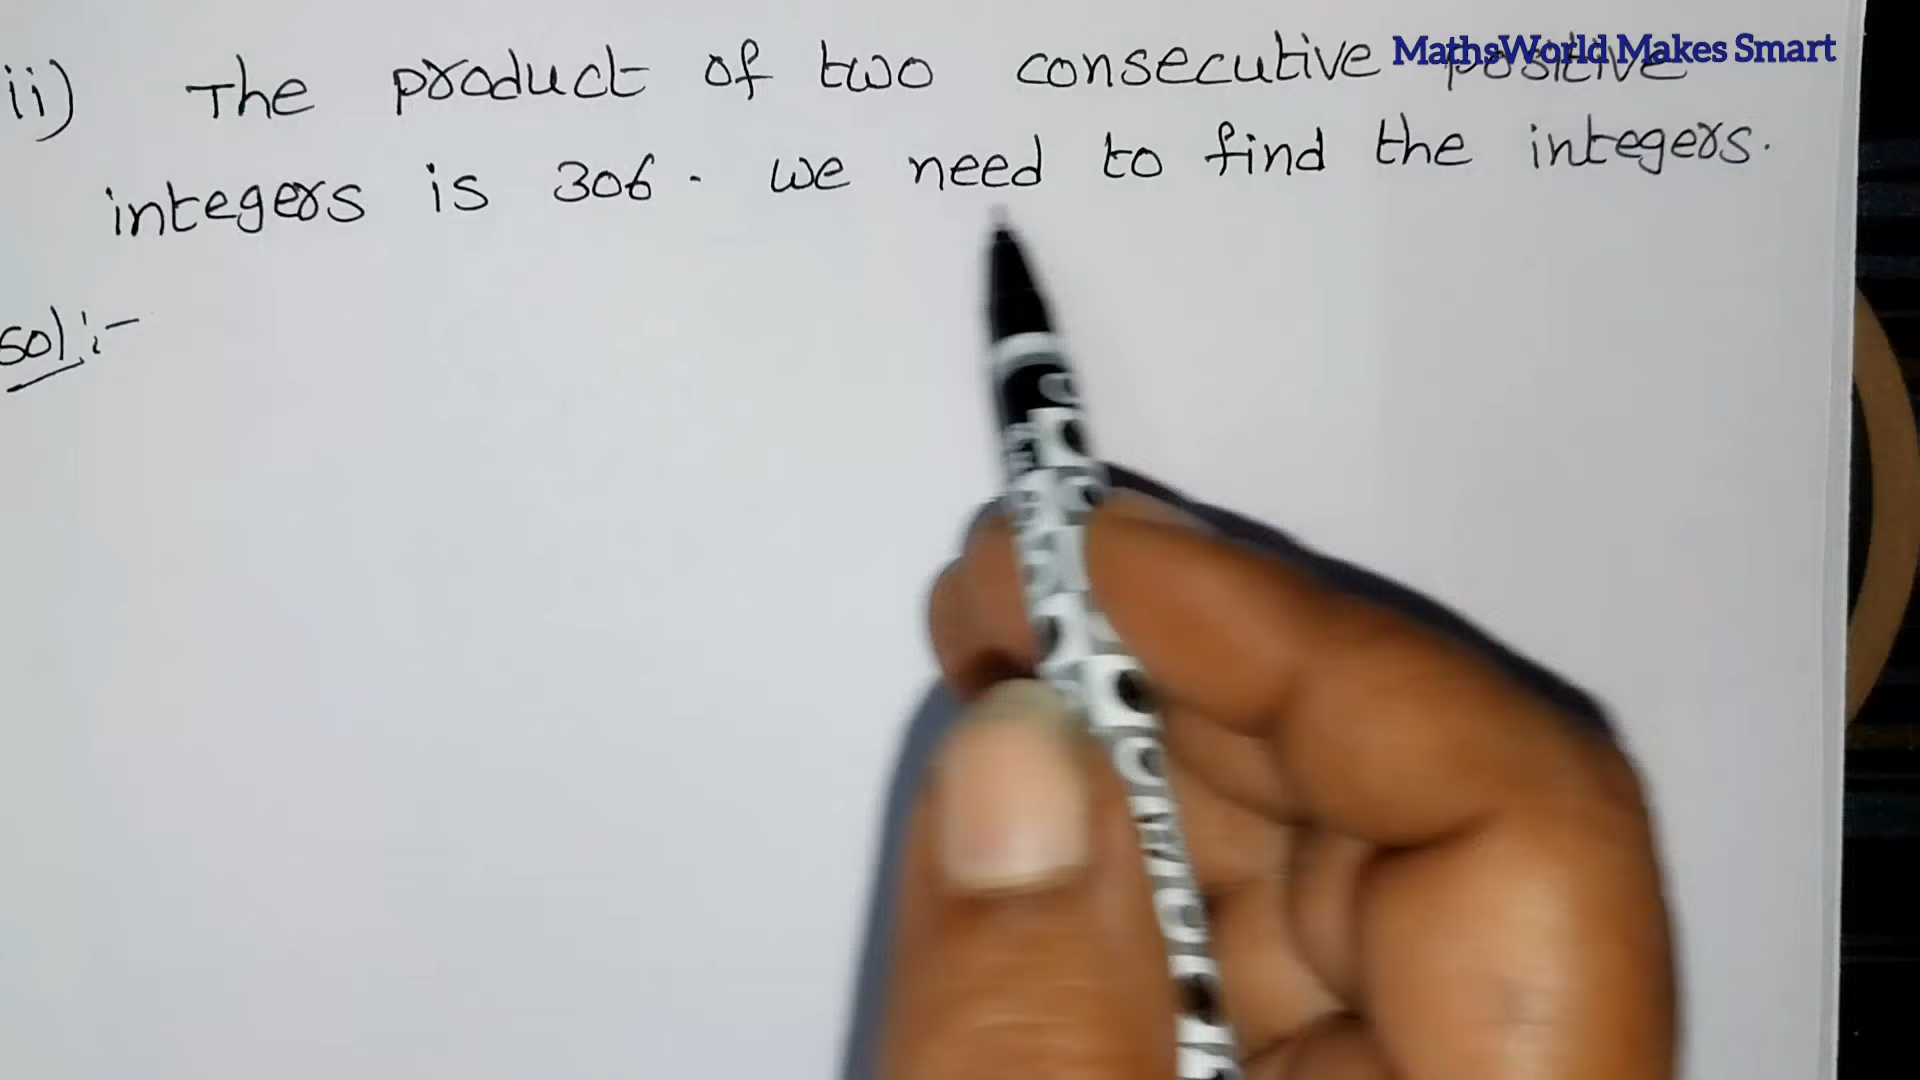 MathsWorld Makes Smart
ii) The product of two consecutive positive
integers is 306. we need to find the integers.
sol:-